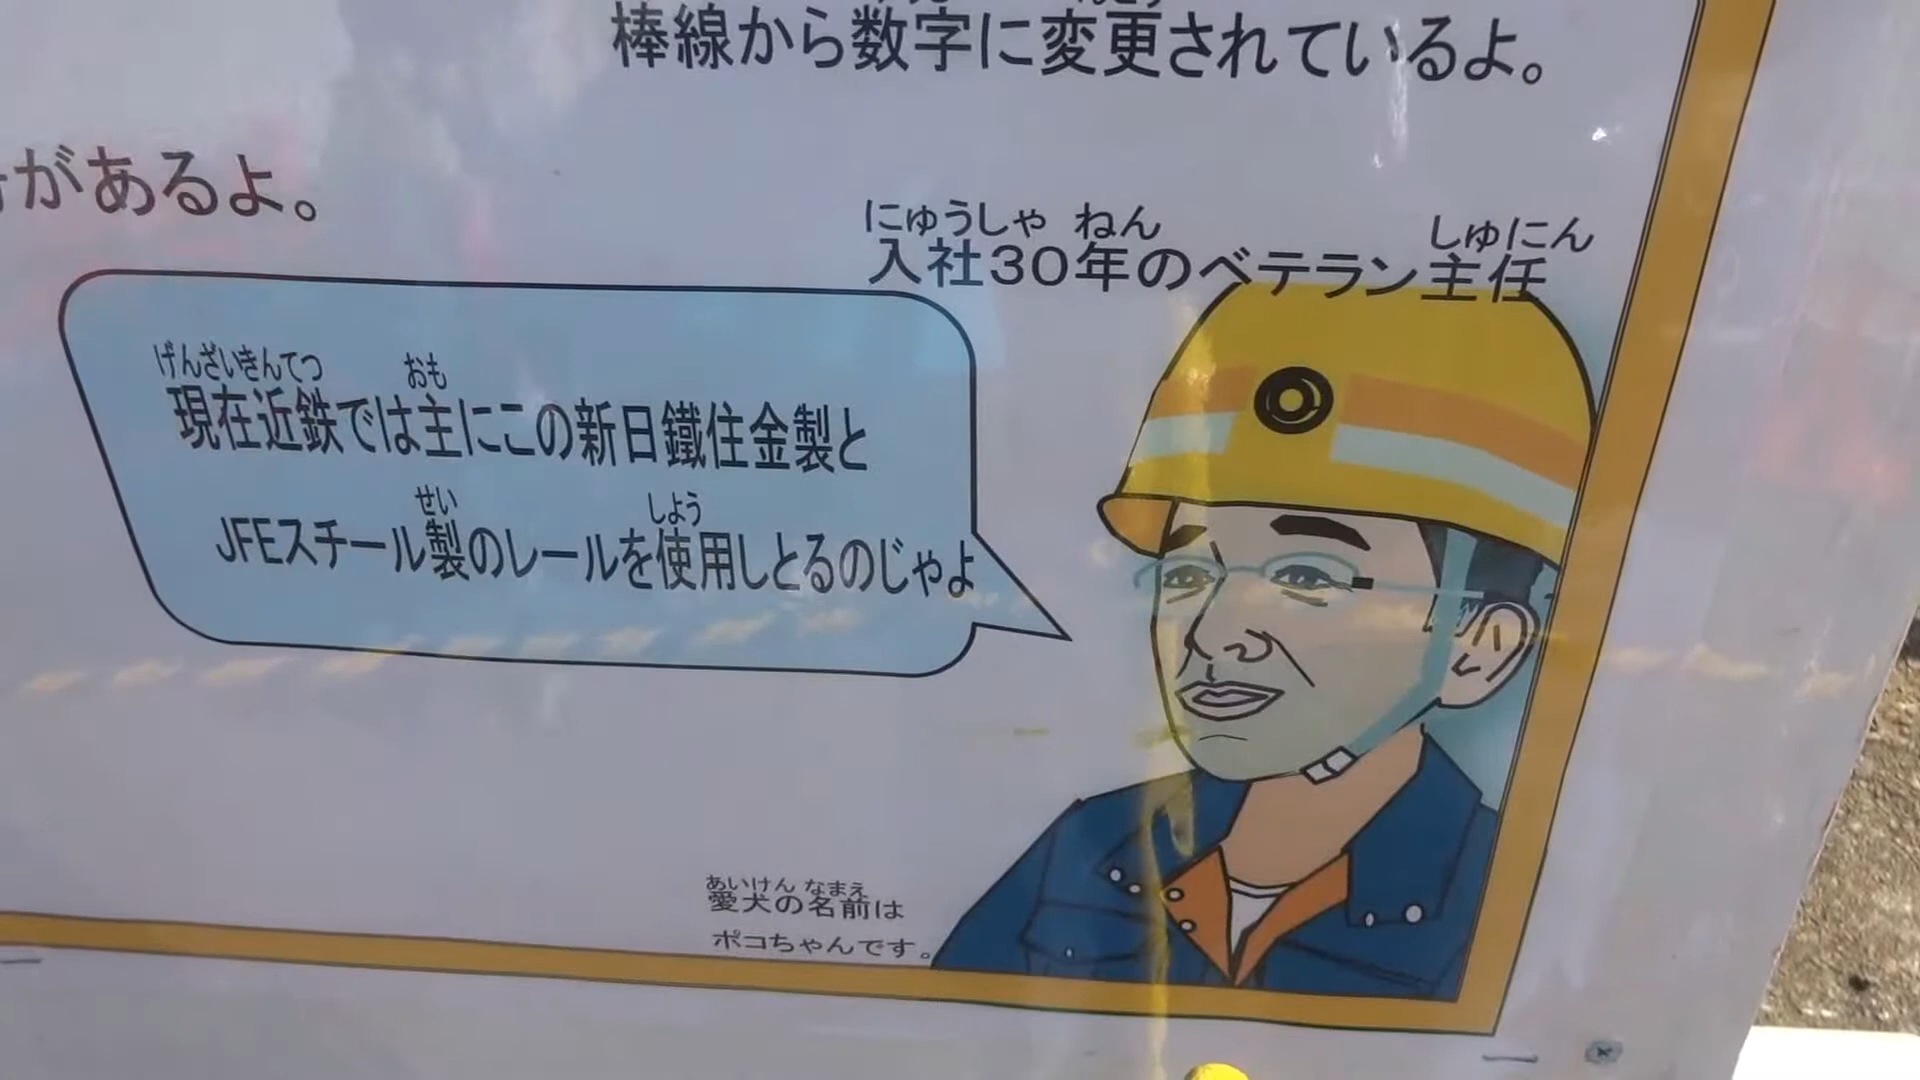 棒線から数字に変更されているよ。
があるよ。
にゅうしゃ ねん しゅにん
入社30年のベテラン主任
げんざいきんてつ おも
現在近鉄では主にこの新日鐵住金製と
せい しよう
JFEスチール製のレールを使用しとるのじゃよ
あいけん なまえ
愛犬の名前は
ポコちゃんです。